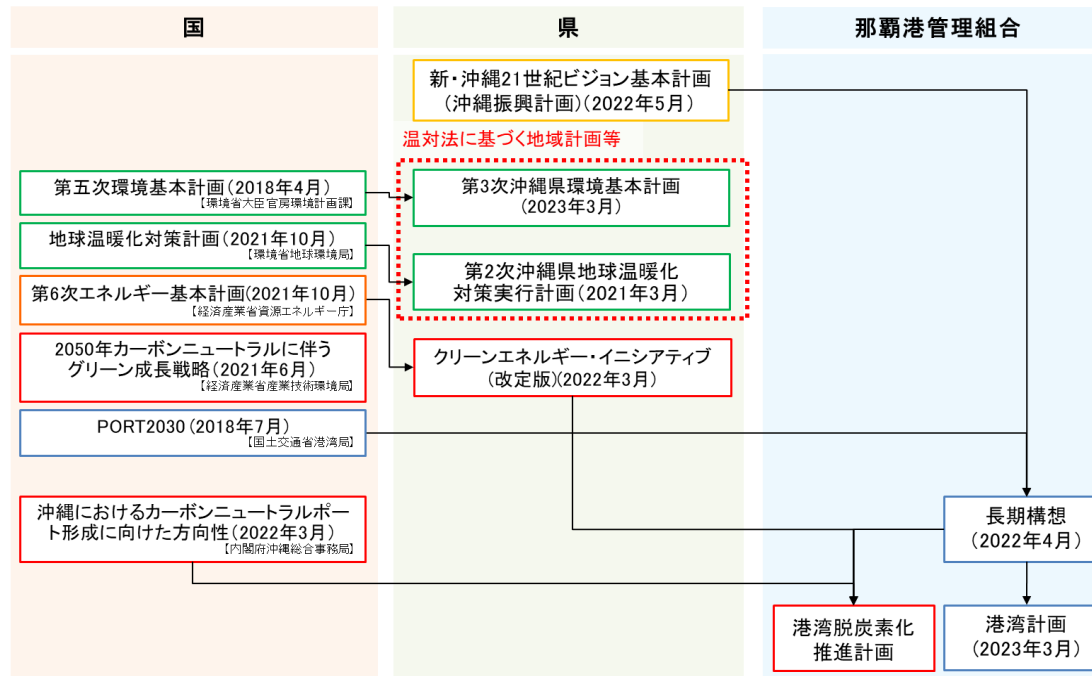 国
県
那覇港管理組合
新・沖縄21世紀ビジョン基本計画
(沖縄振興計画)(2022年5月)
温対法に基づく地域計画等
第五次環境基本計画(2018年4月)
【環境省大臣官房環境計画課】
第3次沖縄県環境基本計画
(2023年3月)
地球温暖化対策計画(2021年10月)
【環境省地球環境局】
第2次沖縄県地球温暖化
対策実行計画(2021年3月)
第6次エネルギー基本計画(2021年10月)
【経済産業省資源エネルギー庁】
2050年カーボンニュートラルに伴う
グリーン成長戦略(2021年6月)
【経済産業省産業技術環境局】
クリーンエネルギー・イニシアティブ
(改定版)(2022年3月)
PORT2030(2018年7月)
【国土交通省港湾局】
沖縄におけるカーボンニュートラルポー
ト形成に向けた方向性(2022年3月)
【内閣府沖縄総合事務局】
長期構想
(2022年4月)
港湾脱炭素化
推進計画
港湾計画
(2023年3月)